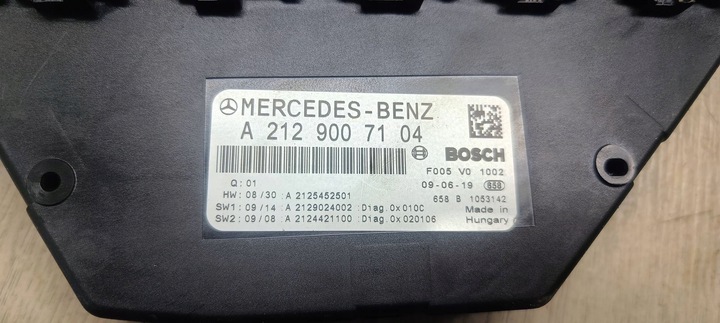 MERCEDES-BENZ
A 212 900 71 04
BOSCH
F005 V0 1002
Q: 01
09-06-19 658
HW: 08/30 : A 2125452501
658 B 1053142
SW1: 09/14 : A 2129024002 :Diag:0x010C
Made in
SW2: 09/08 : A 2124421100 :Diag:0x020106
Hungary